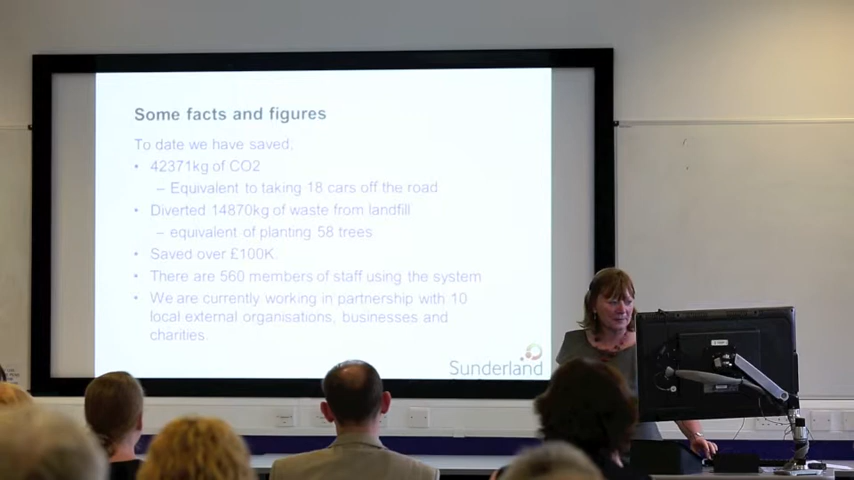 Some facts and figures
To date we have saved;
• 42371kg of CO2
– Equivalent to taking 18 cars off the road
• Diverted 14870kg of waste from landfill
– equivalent of planting 58 trees
• Saved over £100K.
• There are 560 members of staff using the system
• We are currently working in partnership with 10
local external organisations, businesses and
charities.
Sunderland